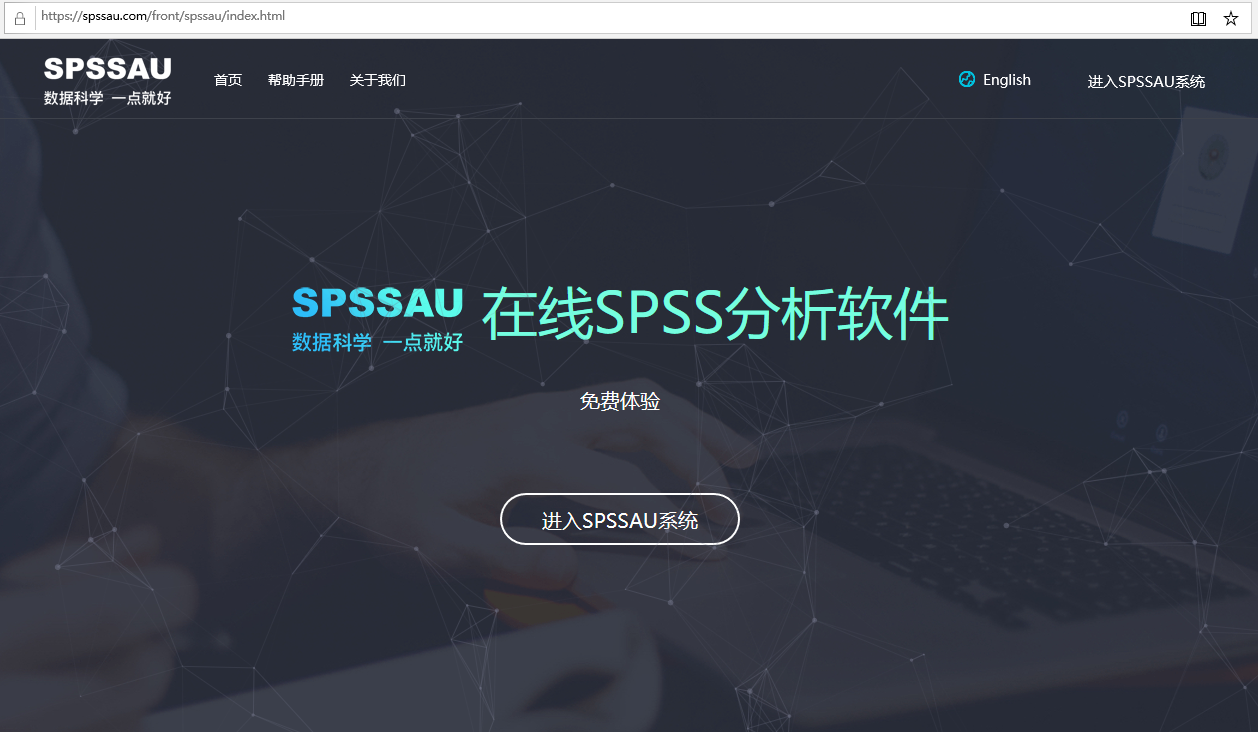 https://spssau.com/front/spssau/index.html
SPSSAU
数据科学 一点就好
首页 帮助手册 关于我们
English
进入SPSSAU系统
SPSSAU
数据科学 一点就好
在线SPSS分析软件
免费体验
进入SPSSAU系统